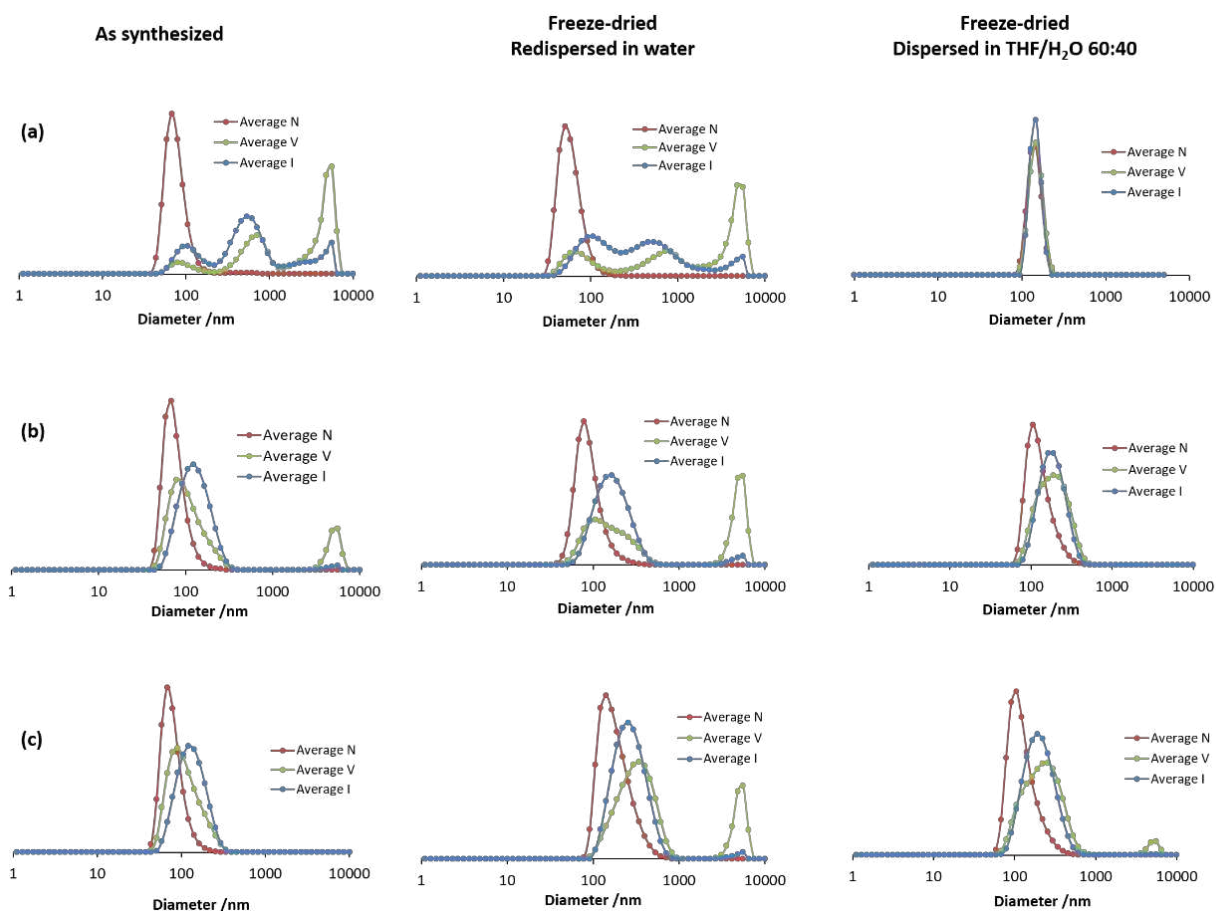 As synthesized
Freeze-dried
Redispersed in water
Freeze-dried
Dispersed in THF/H₂O 60:40
(a)
Average N
Average V
Average I
1 10 100 1000 10000
Diameter /nm
Average N
Average V
Average I
1 10 100 1000 10000
Diameter /nm
Average N
Average V
Average I
1 10 100 1000 10000
Diameter /nm
(b)
Average N
Average V
Average I
1 10 100 1000 10000
Diameter /nm
Average N
Average V
Average I
1 10 100 1000 10000
Diameter /nm
Average N
Average V
Average I
1 10 100 1000 10000
Diameter /nm
(c)
Average N
Average V
Average I
1 10 100 1000 10000
Diameter /nm
Average N
Average V
Average I
1 10 100 1000 10000
Diameter /nm
Average N
Average V
Average I
1 10 100 1000 10000
Diameter /nm